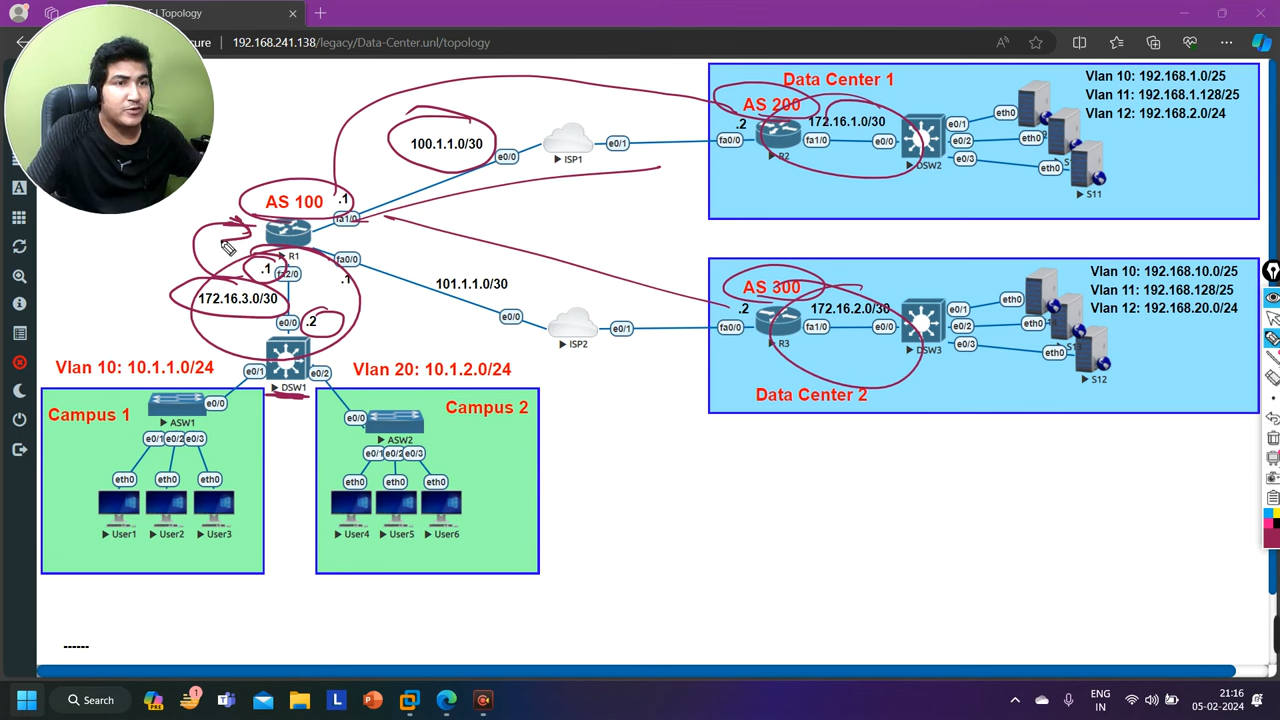 Topology
192.168.241.138/legacy/Data-Center.unl/topology
Data Center 1
AS 200
172.16.1.0/30
.2
fa0/0
R2
fa1/0
e0/0
DSW2
e0/1
e0/2
e0/3
eth0
eth0
eth0
S11
Vlan 10: 192.168.1.0/25
Vlan 11: 192.168.1.128/25
Vlan 12: 192.168.2.0/24
100.1.1.0/30
e0/0
ISP1
e0/1
AS 100
.1
fa1/0
R1
fa0/0
.1
.1
fa2/0
172.16.3.0/30
e0/0
.2
101.1.1.0/30
e0/0
ISP2
e0/1
AS 300
172.16.2.0/30
.2
fa0/0
R3
fa1/0
e0/0
DSW3
e0/1
e0/2
e0/3
eth0
eth0
eth0
S12
Vlan 10: 192.168.10.0/25
Vlan 11: 192.168.128/25
Vlan 12: 192.168.20.0/24
Data Center 2
Vlan 10: 10.1.1.0/24
e0/1
DSW1
e0/2
Vlan 20: 10.1.2.0/24
Campus 1
e0/0
ASW1
e0/1
e0/2
e0/3
eth0
eth0
eth0
User1
User2
User3
Campus 2
e0/0
ASW2
e0/1
e0/2
e0/3
eth0
eth0
eth0
User4
User5
User6
------
Search
ENG
IN
21:16
05-02-2024